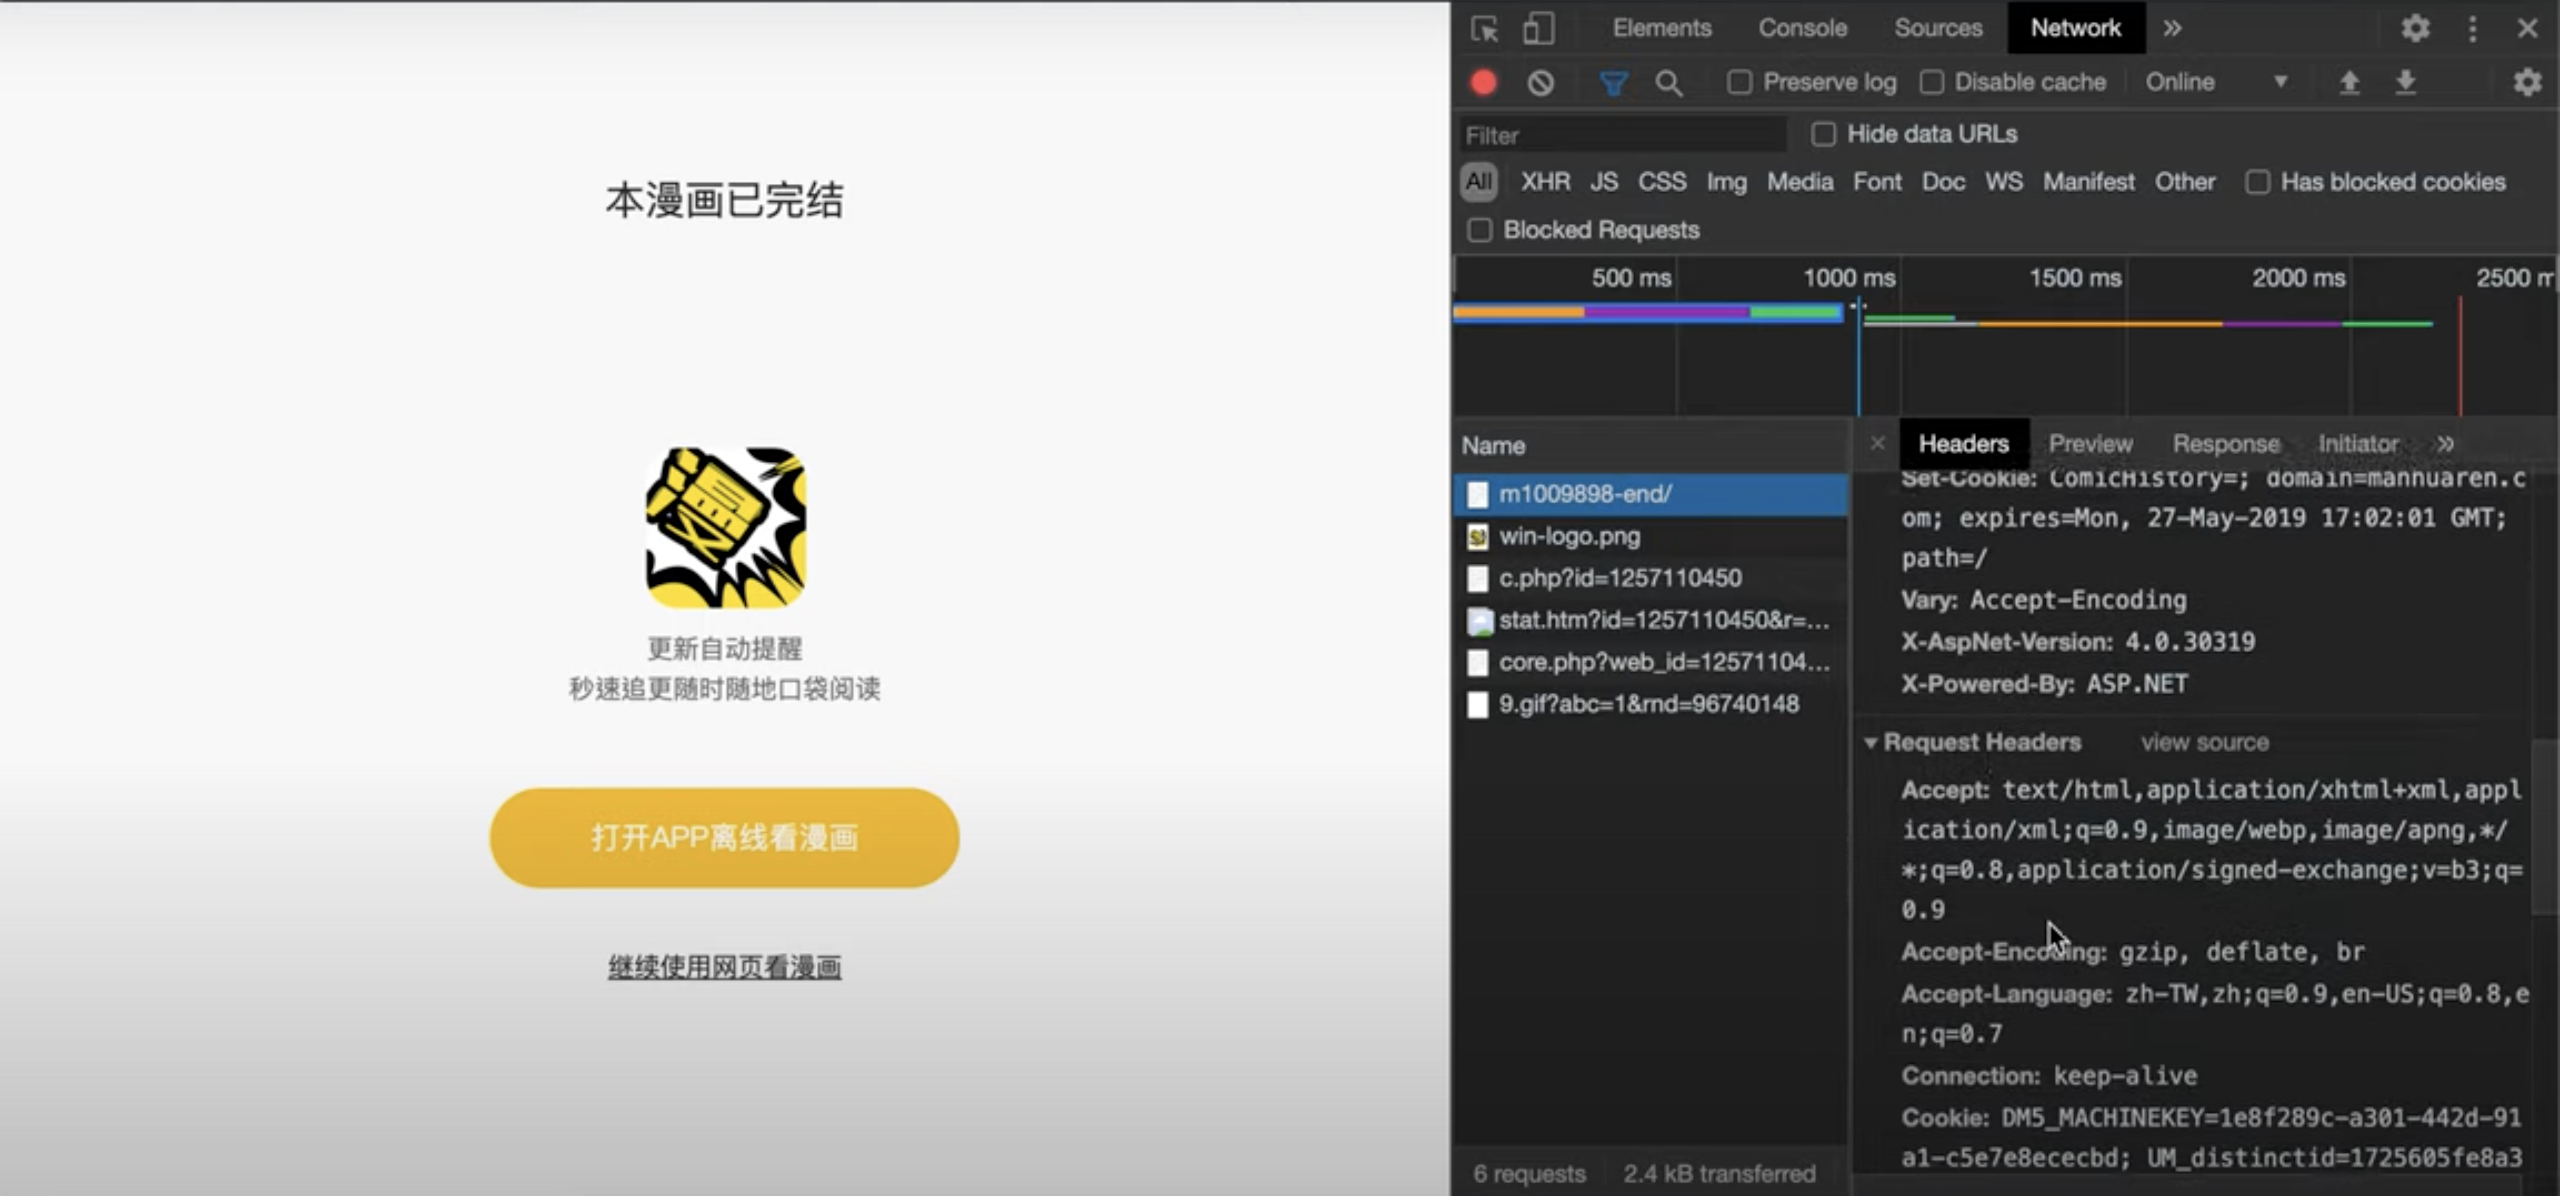 本漫画已完结
更新自动提醒
秒速追更随时随地口袋阅读
打开APP离线看漫画
继续使用网页看漫画
Elements Console Sources Network »
Preserve log Disable cache Online
Filter Hide data URLs
All XHR JS CSS Img Media Font Doc WS Manifest Other Has blocked cookies
Blocked Requests
500 ms 1000 ms 1500 ms 2000 ms 2500 m
Name
m1009898-end/
win-logo.png
c.php?id=1257110450
stat.htm?id=1257110450&r=...
core.php?web_id=12571104...
9.gif?abc=1&rnd=96740148
6 requests 2.4 kB transferred
Headers Preview Response Initiator »
Set-Cookie: ComicHistory=; domain=manhuaren.c
om; expires=Mon, 27-May-2019 17:02:01 GMT;
path=/
Vary: Accept-Encoding
X-AspNet-Version: 4.0.30319
X-Powered-By: ASP.NET
Request Headers view source
Accept: text/html,application/xhtml+xml,appl
ication/xml;q=0.9,image/webp,image/apng,*/
*;q=0.8,application/signed-exchange;v=b3;q=
0.9
Accept-Encoding: gzip, deflate, br
Accept-Language: zh-TW,zh;q=0.9,en-US;q=0.8,e
n;q=0.7
Connection: keep-alive
Cookie: DM5_MACHINEKEY=1e8f289c-a301-442d-91
a1-c5e7e8ececbd; UM_distinctid=1725605fe8a3